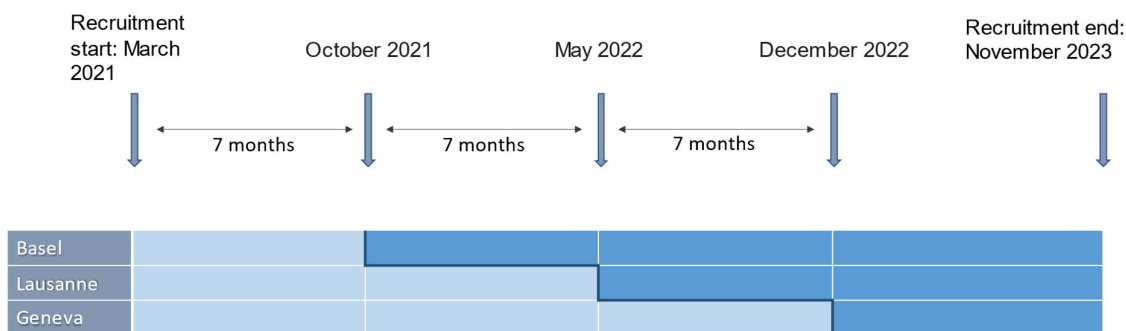 Recruitment
start: March
2021
October 2021
May 2022
December 2022
Recruitment end:
November 2023
7 months
7 months
7 months
Basel
Lausanne
Geneva